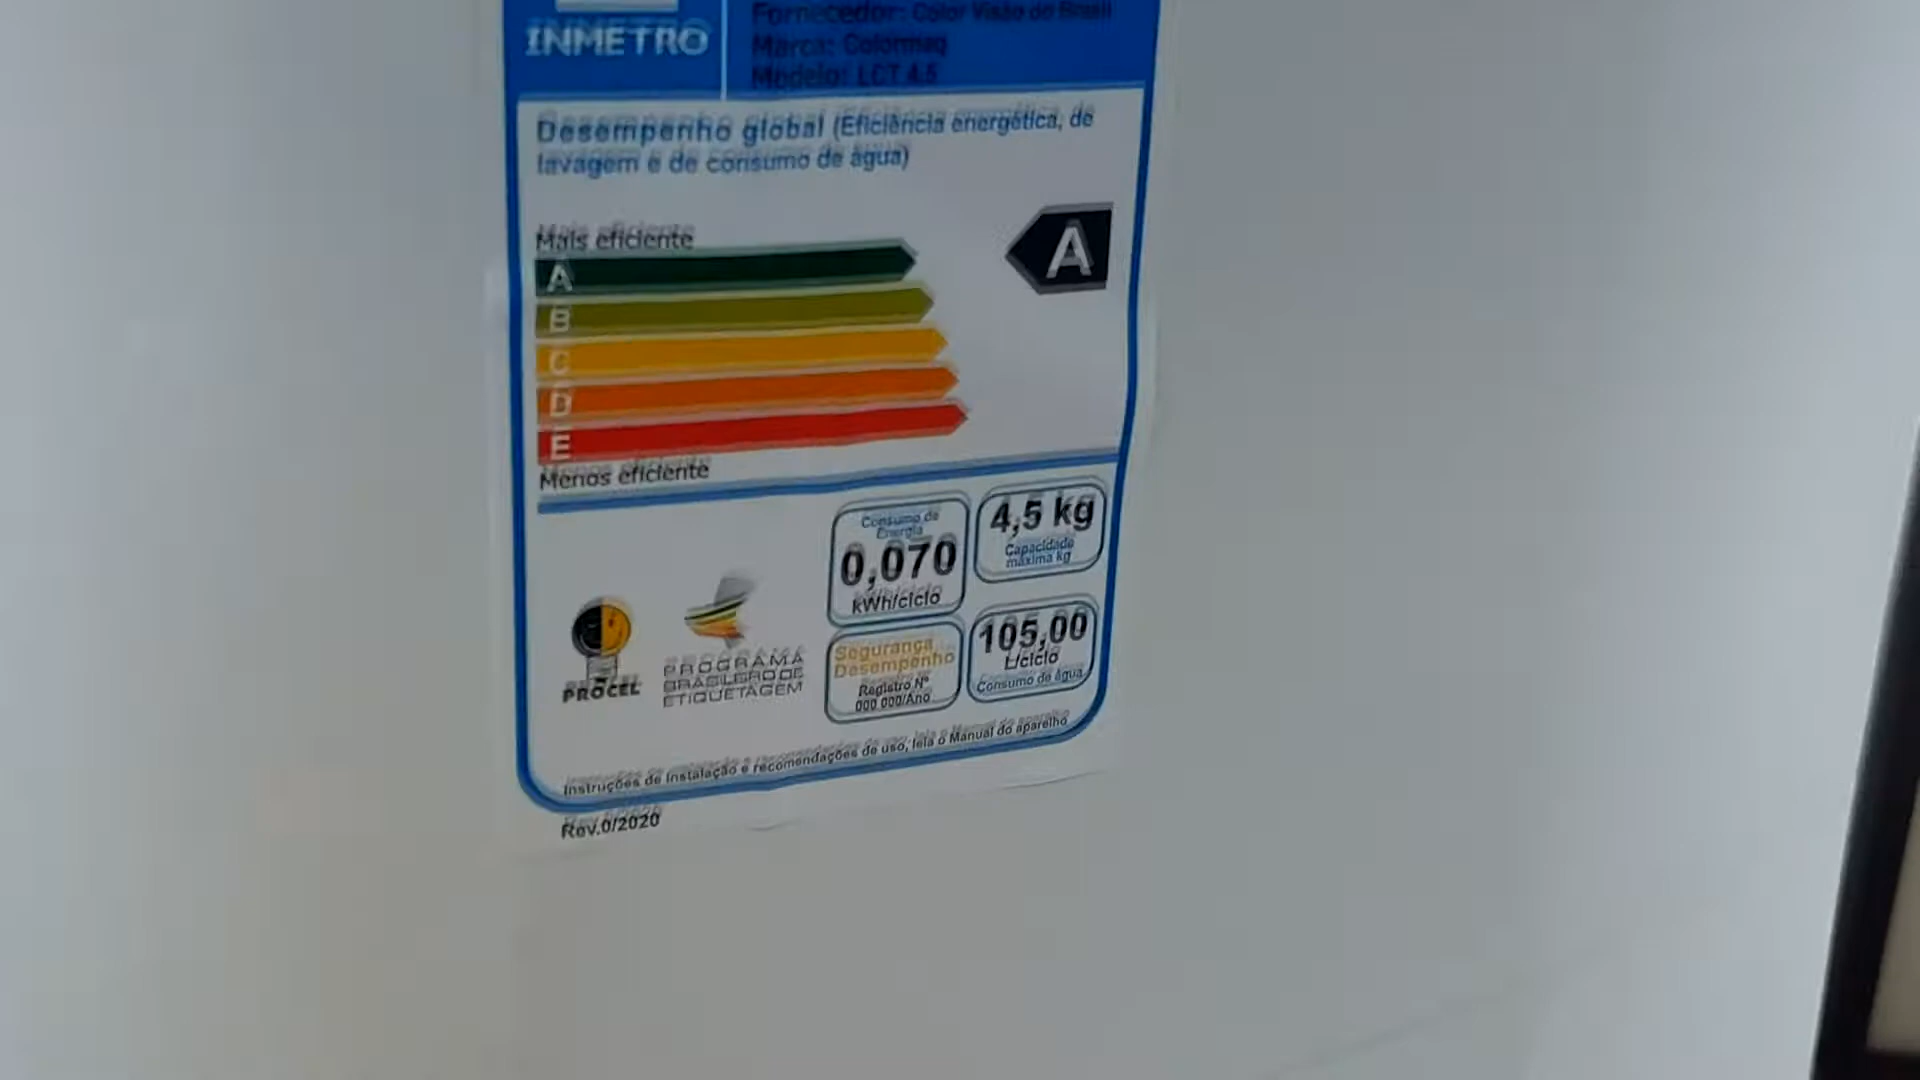 INMETRO
Fornecedor: Color Visão do Brasil
Marca: Colormaq
Modelo: LCT 4.5
Desempenho global (Eficiência energética, de
lavagem e de consumo de água)
Mais eficiente
A
A
B
C
D
E
Menos eficiente
Consumo de
Energia
0,070
kWh/ciclo
4,5 kg
Capacidade
máxima kg
Segurança
Desempenho
Registro Nº
000 000/Ano
105,00
L/ciclo
Consumo de água
PROCEL
PROGRAMA
BRASILEIRO DE
ETIQUETAGEM
Instruções de Instalação e recomendações de uso, leia o Manual do aparelho
Rev.0/2020